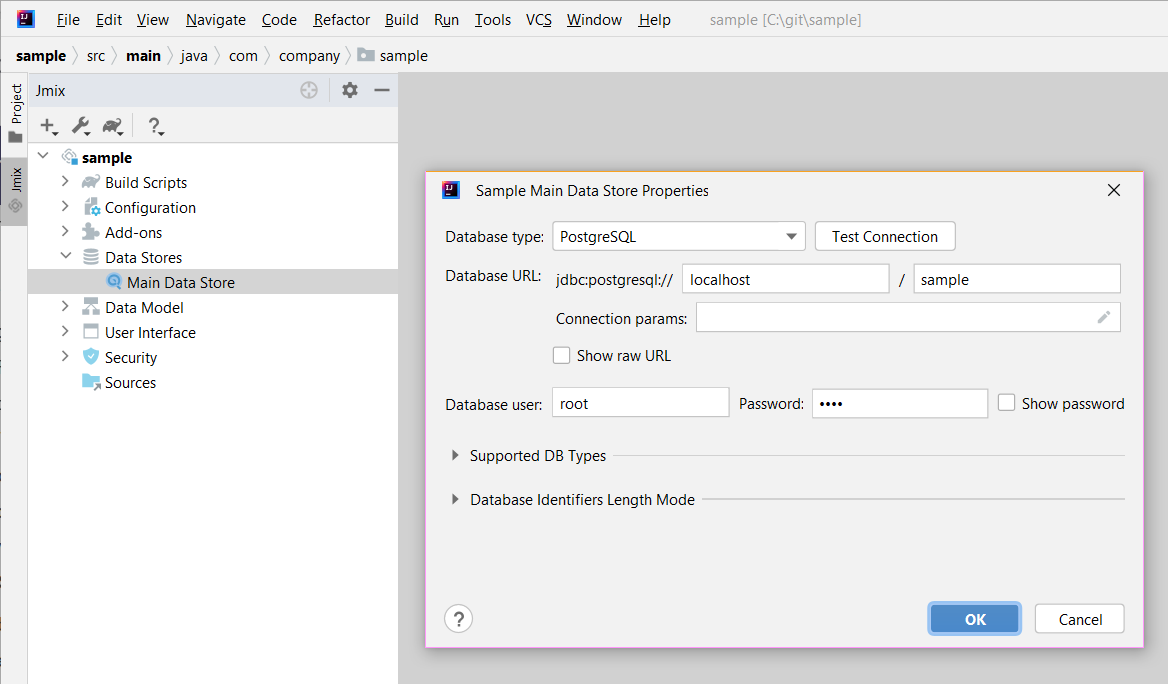 File Edit View Navigate Code Refactor Build Run Tools VCS Window Help sample [C:\git\sample]
sample src main java com company sample
Project
Jmix
Jmix
sample
Build Scripts
Configuration
Add-ons
Data Stores
Main Data Store
Data Model
User Interface
Security
Sources
Sample Main Data Store Properties
Database type: PostgreSQL Test Connection
Database URL: jdbc:postgresql:// localhost / sample
Connection params:
Show raw URL
Database user: root Password: •••• Show password
Supported DB Types
Database Identifiers Length Mode
? OK Cancel